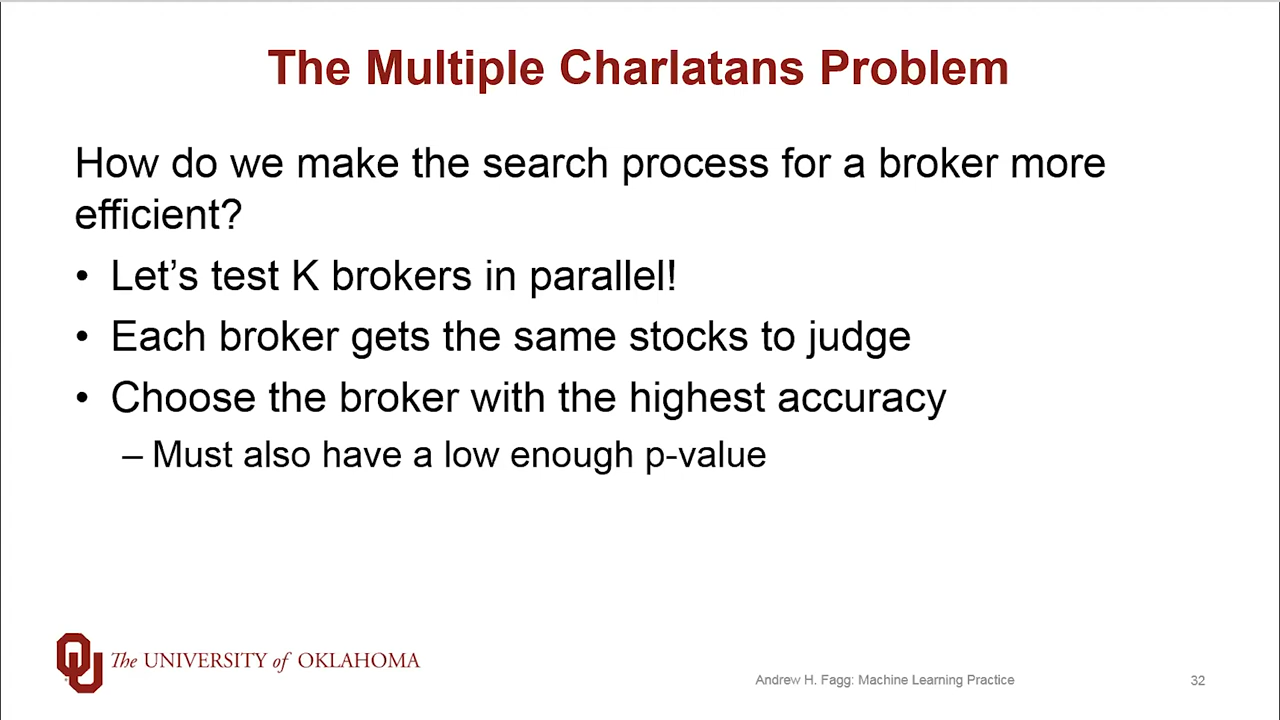 The Multiple Charlatans Problem
How do we make the search process for a broker more
efficient?
• Let's test K brokers in parallel!
• Each broker gets the same stocks to judge
• Choose the broker with the highest accuracy
– Must also have a low enough p-value
The UNIVERSITY of OKLAHOMA
Andrew H. Fagg: Machine Learning Practice
32